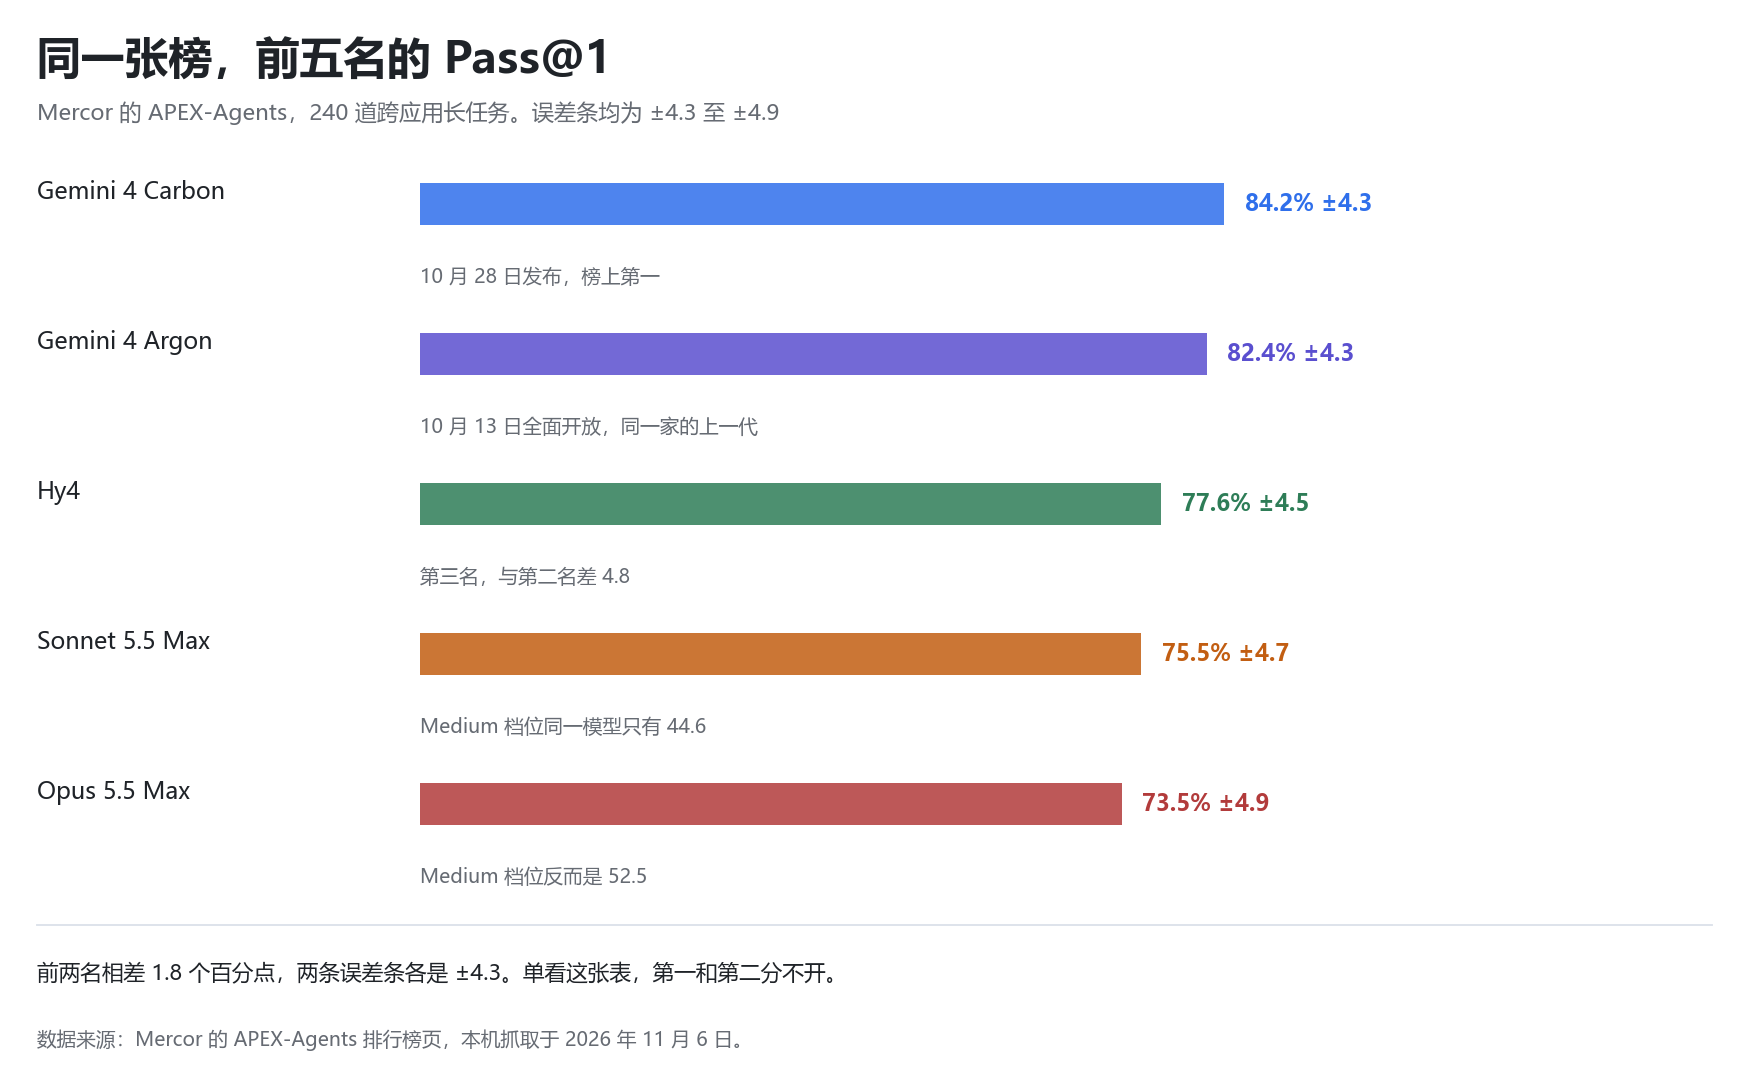 同一张榜，前五名的 Pass@1
Mercor 的 APEX-Agents，240 道跨应用长任务。误差条均为 ±4.3 至 ±4.9
Gemini 4 Carbon
84.2% ±4.3
10 月 28 日发布，榜上第一
Gemini 4 Argon
82.4% ±4.3
10 月 13 日全面开放，同一家的上一代
Hy4
77.6% ±4.5
第三名，与第二名差 4.8
Sonnet 5.5 Max
75.5% ±4.7
Medium 档位同一模型只有 44.6
Opus 5.5 Max
73.5% ±4.9
Medium 档位反而是 52.5
前两名相差 1.8 个百分点，两条误差条各是 ±4.3。单看这张表，第一和第二分不开。
数据来源：Mercor 的 APEX-Agents 排行榜页，本机抓取于 2026 年 11 月 6 日。